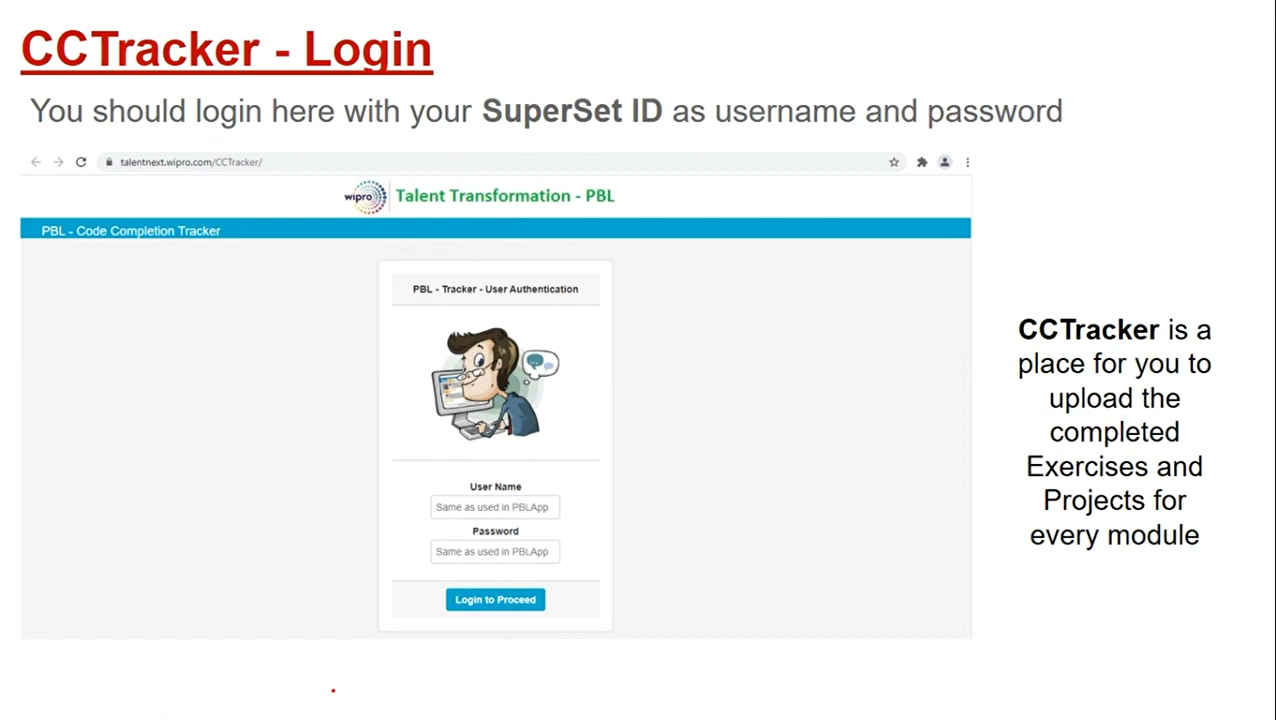 CCTracker - Login
You should login here with your SuperSet ID as username and password
talentnext.wipro.com/CCTracker/
wipro Talent Transformation - PBL
PBL - Code Completion Tracker
PBL - Tracker - User Authentication
User Name
Same as used in PBLApp
Password
Same as used in PBLApp
Login to Proceed
CCTracker is a
place for you to
upload the
completed
Exercises and
Projects for
every module